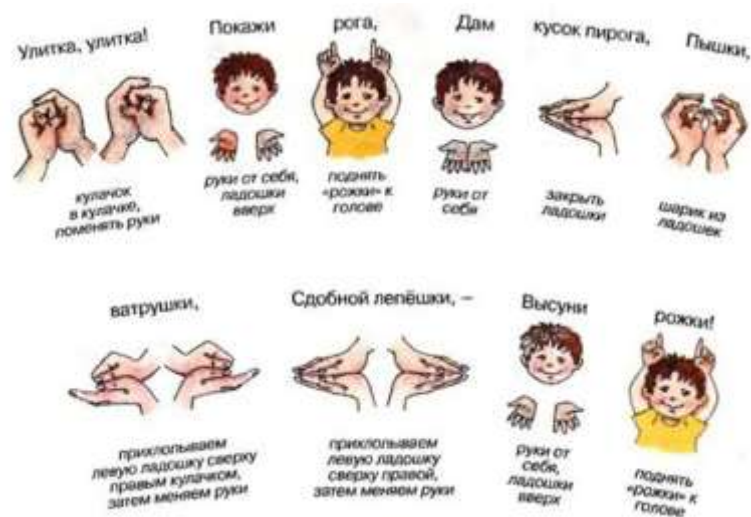 Улитка, улитка!
Покажи
рога,
Дам
кусок пирога,
Пышки,
кулачок
в кулачке,
поменять руки
руки от себя,
ладошки
вверх
поднять
«рожки» к
голове
руки от
себя
закрыть
ладошки
шарик из
ладошек
ватрушки,
Сдобной лепёшки, –
Высуни
рожки!
прихлопываем
левую ладошку сверху
правым кулачком,
затем меняем руки
прихлопываем
левую ладошку
сверху правой,
затем меняем руки
руки от
себя,
ладошки
вверх
поднять
«рожки» к
голове